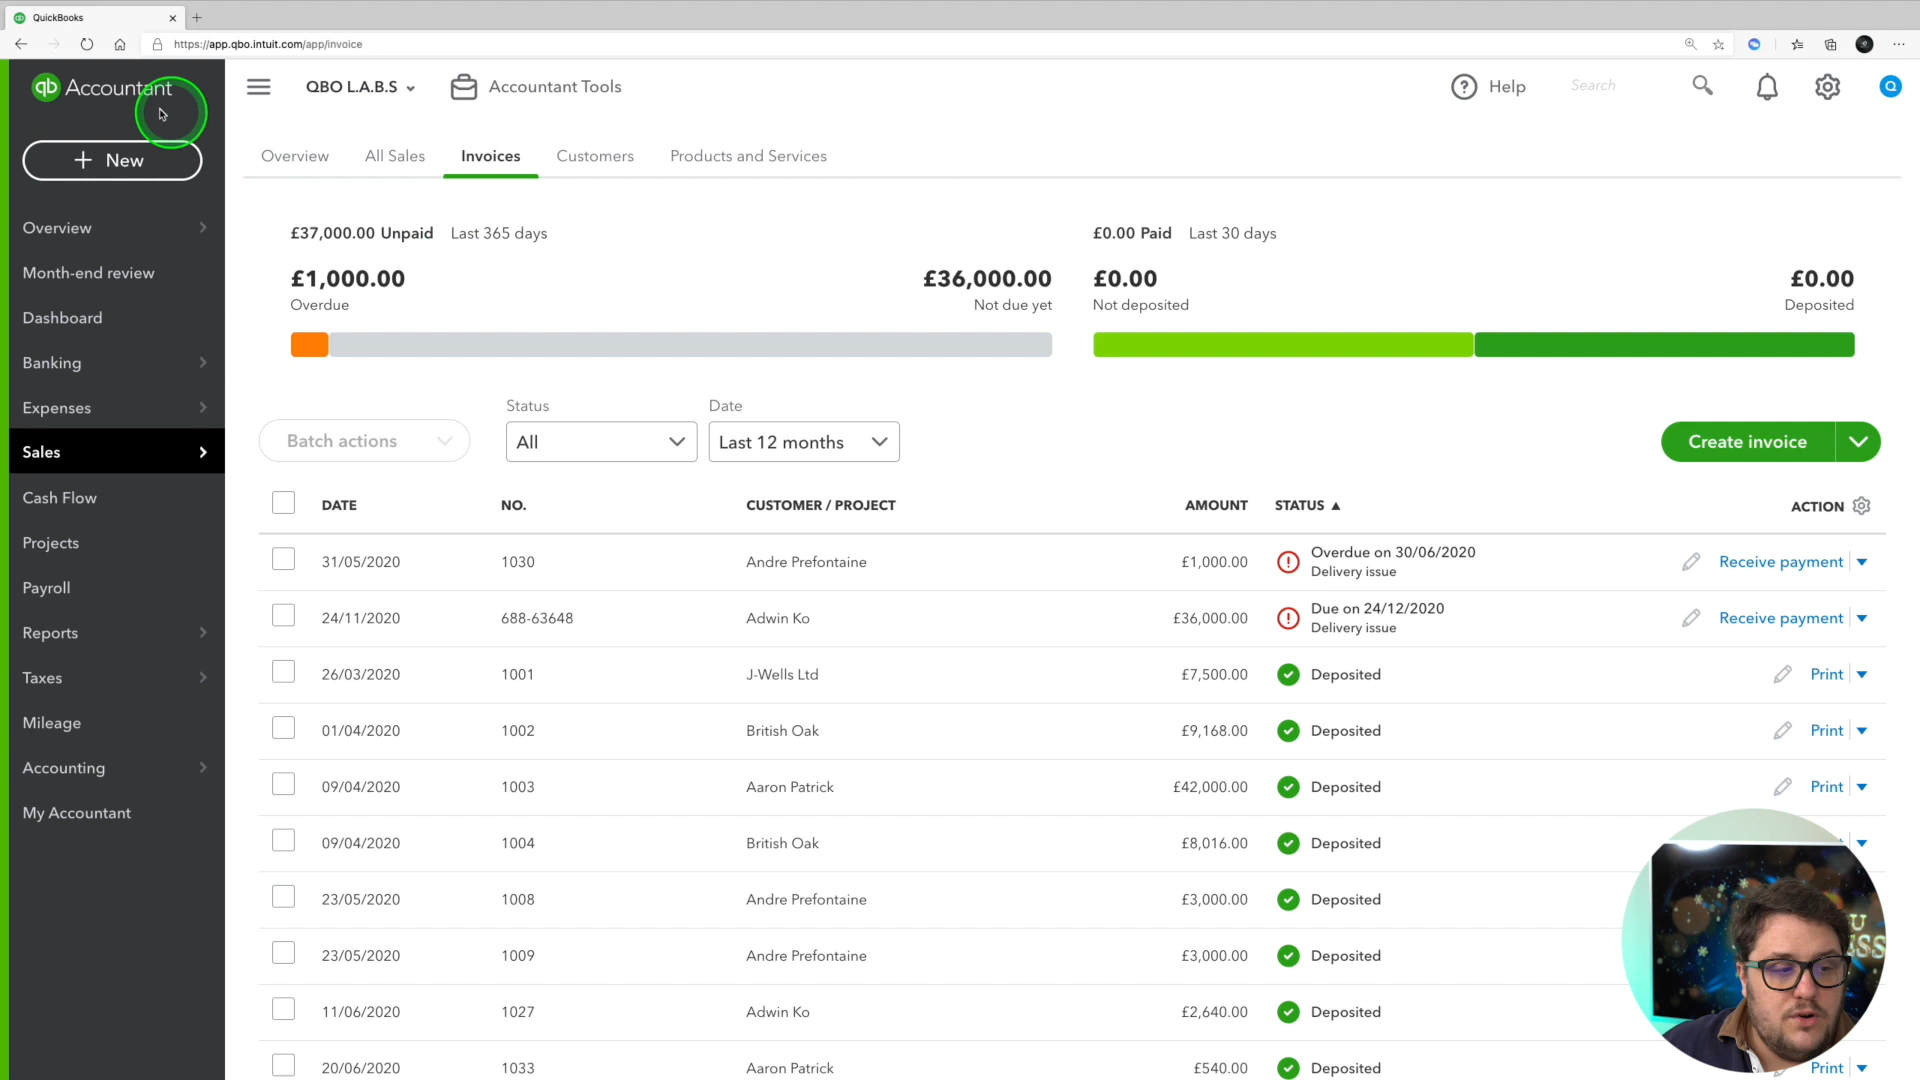 QuickBooks
https://app.qbo.intuit.com/app/invoice
qb Accountant
QBO L.A.B.S
Accountant Tools
Help
Search
Q
+ New
Overview
Month-end review
Dashboard
Banking
Expenses
Sales
Cash Flow
Projects
Payroll
Reports
Taxes
Mileage
Accounting
My Accountant
Overview All Sales Invoices Customers Products and Services
£37,000.00 Unpaid Last 365 days
£1,000.00 £36,000.00
Overdue Not due yet
£0.00 Paid Last 30 days
£0.00 £0.00
Not deposited Deposited
Status Date
Batch actions All Last 12 months Create invoice
DATE NO. CUSTOMER / PROJECT AMOUNT STATUS ▲ ACTION
31/05/2020 1030 Andre Prefontaine £1,000.00 Overdue on 30/06/2020 Receive payment
Delivery issue
24/11/2020 688-63648 Adwin Ko £36,000.00 Due on 24/12/2020 Receive payment
Delivery issue
26/03/2020 1001 J-Wells Ltd £7,500.00 Deposited Print
01/04/2020 1002 British Oak £9,168.00 Deposited Print
09/04/2020 1003 Aaron Patrick £42,000.00 Deposited Print
09/04/2020 1004 British Oak £8,016.00 Deposited
23/05/2020 1008 Andre Prefontaine £3,000.00 Deposited
23/05/2020 1009 Andre Prefontaine £3,000.00 Deposited
11/06/2020 1027 Adwin Ko £2,640.00 Deposited
20/06/2020 1033 Aaron Patrick £540.00 Deposited Print